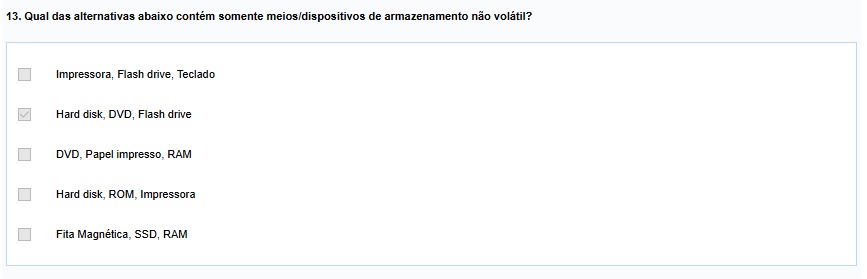 13. Qual das alternativas abaixo contém somente meios/dispositivos de armazenamento não volátil?
Impressora, Flash drive, Teclado
Hard disk, DVD, Flash drive
DVD, Papel impresso, RAM
Hard disk, ROM, Impressora
Fita Magnética, SSD, RAM